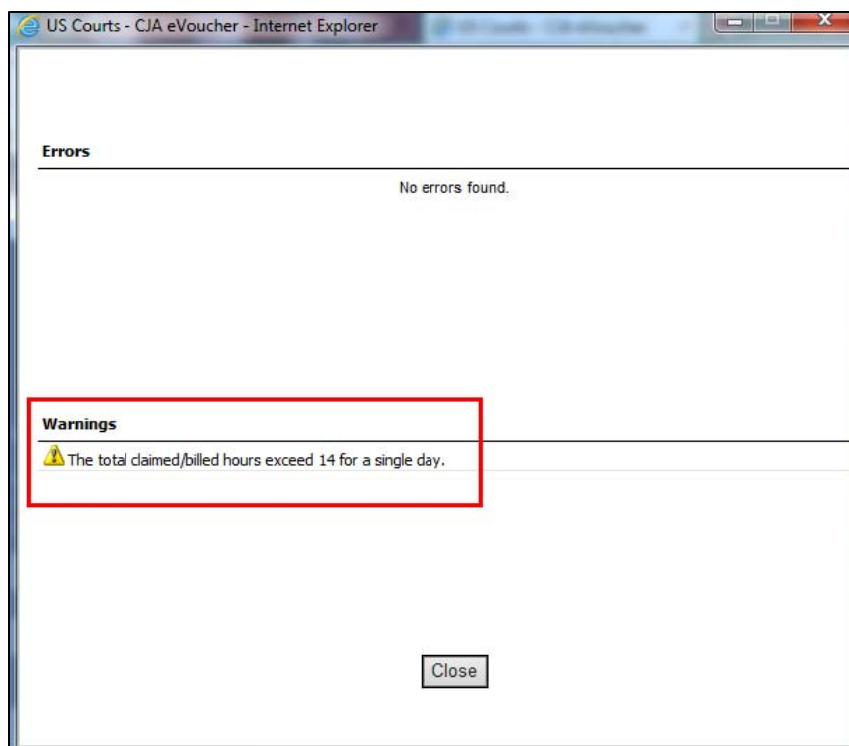 US Courts - CJA eVoucher - Internet Explorer
Errors
No errors found.
Warnings
The total claimed/billed hours exceed 14 for a single day.
Close